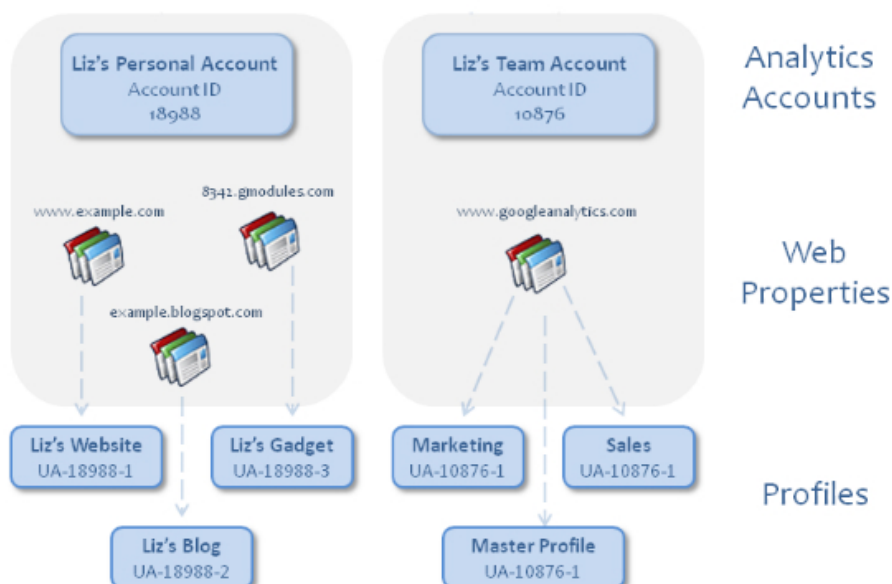 Liz's Personal Account
Account ID
18988
Liz's Team Account
Account ID
10876
Analytics
Accounts
8342.gmodules.com
www.example.com
www.googleanalytics.com
Web
Properties
example.blogspot.com
Liz's Website
UA-18988-1
Liz's Gadget
UA-18988-3
Marketing
UA-10876-1
Sales
UA-10876-1
Profiles
Liz's Blog
UA-18988-2
Master Profile
UA-10876-1